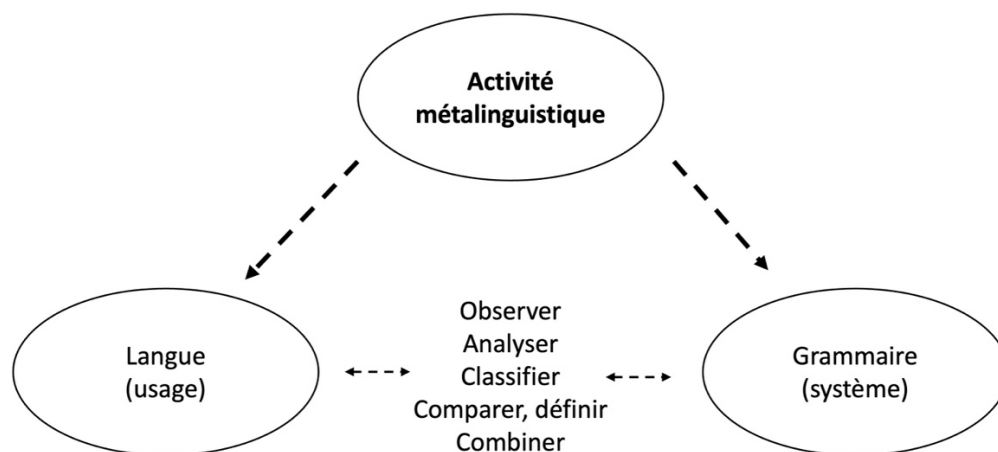 Activité
métalinguistique
Langue
(usage)
Observer
Analyser
Classifier
Comparer, définir
Combiner
Grammaire
(système)